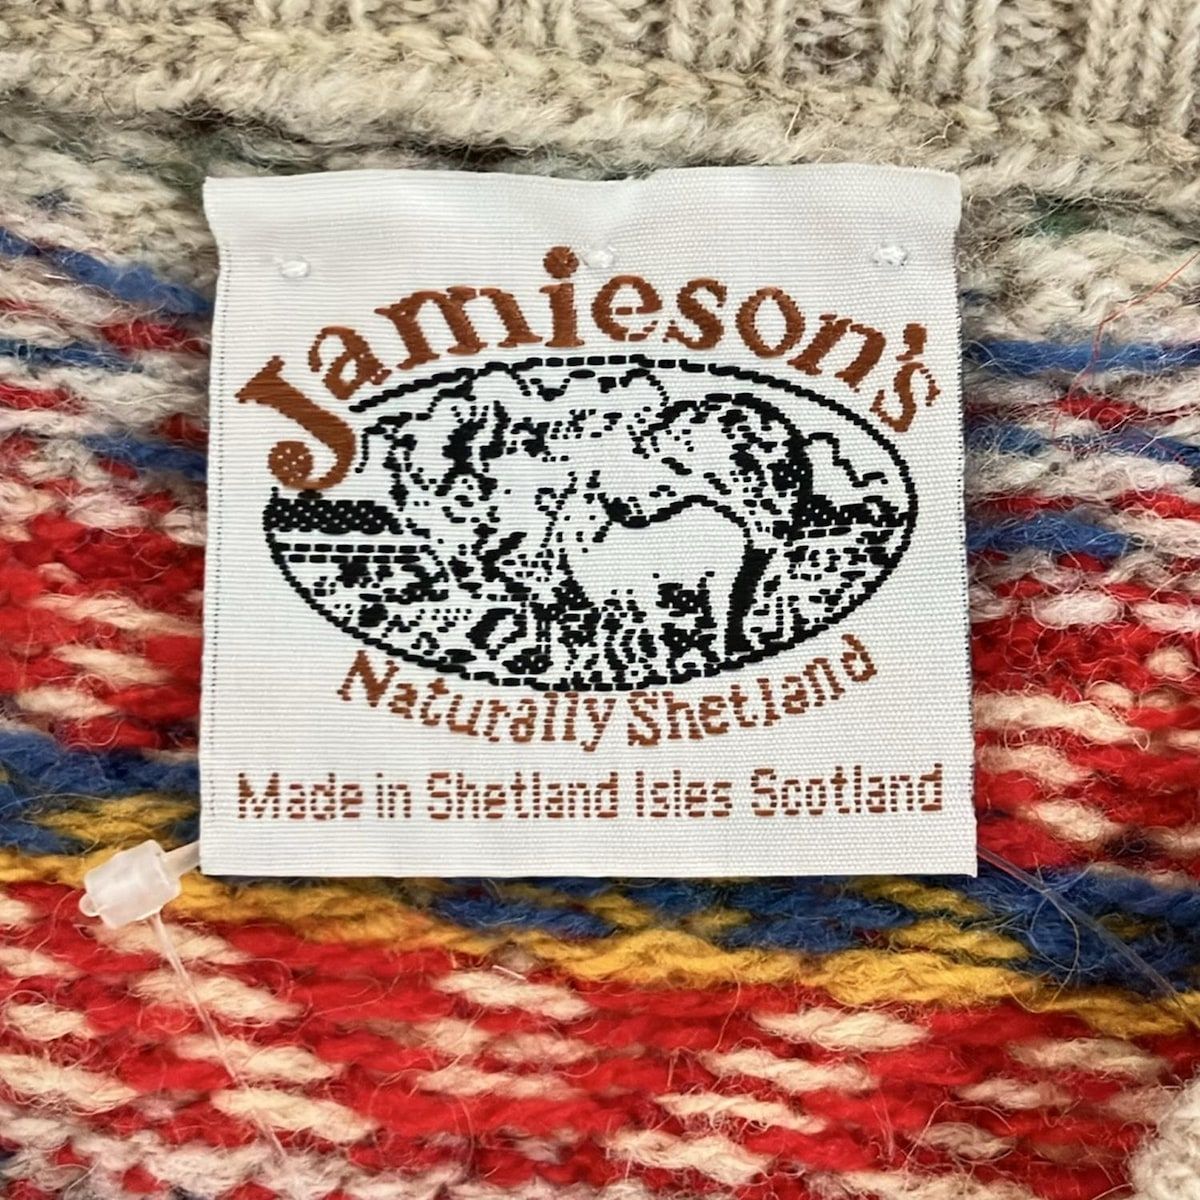 Jamieson's
Naturally Shetland
Made in Shetland Isles Scotland